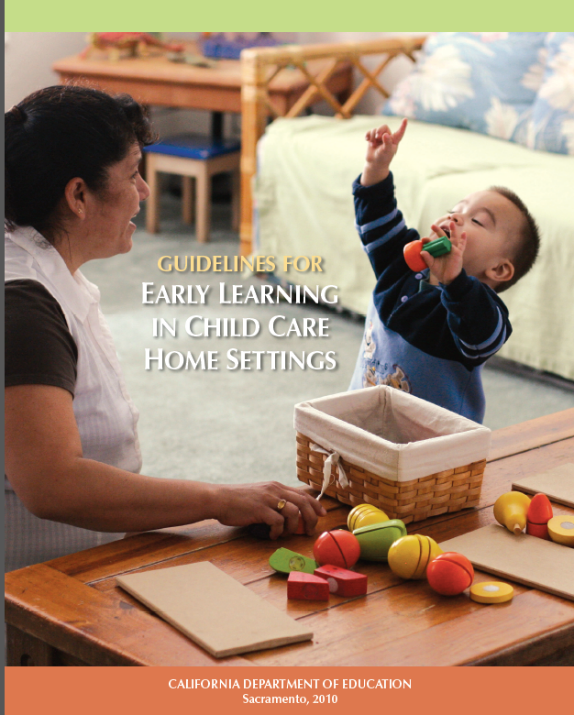 GUIDELINES FOR
EARLY LEARNING
IN CHILD CARE
HOME SETTINGS
CALIFORNIA DEPARTMENT OF EDUCATION
Sacramento, 2010